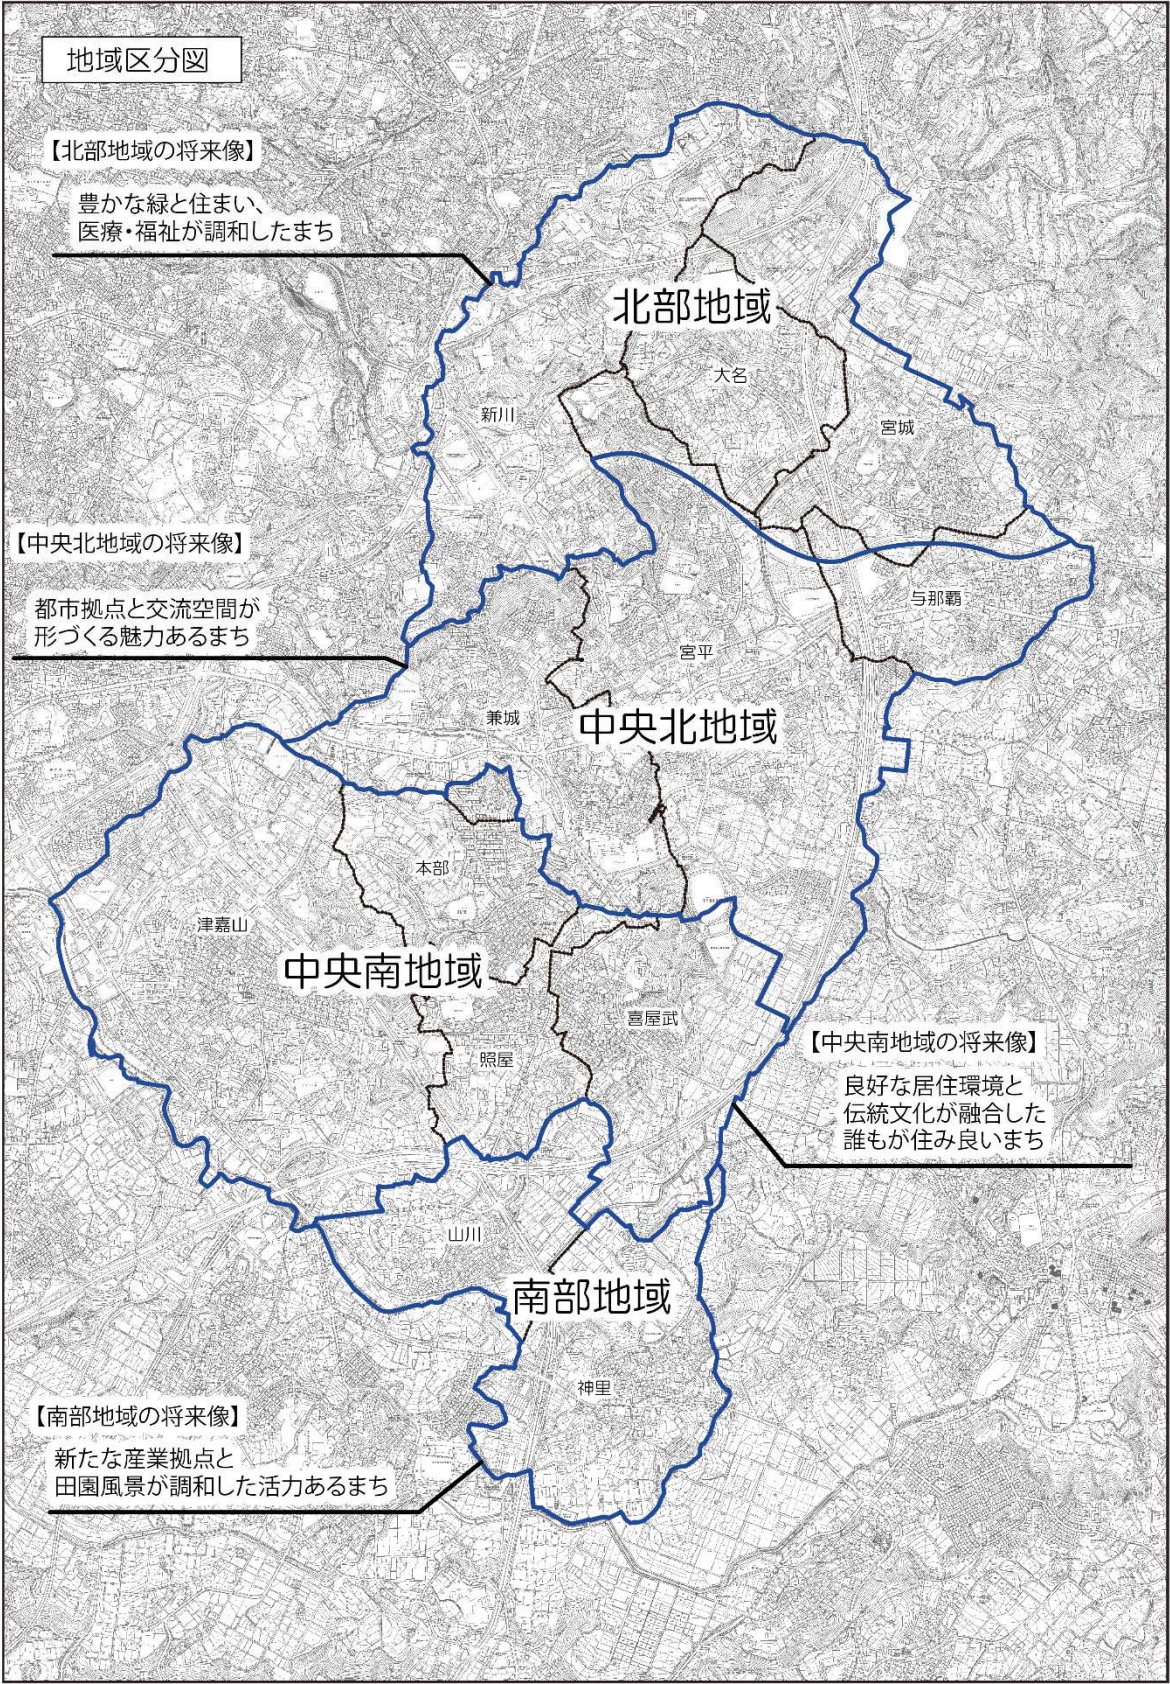 地域区分図
【北部地域の将来像】
豊かな緑と住まい、
医療・福祉が調和したまち
北部地域
大名
新川
宮城
【中央北地域の将来像】
都市拠点と交流空間が
形づくる魅力あるまち
与那覇
宮平
兼城
中央北地域
本部
津嘉山
中央南地域
喜屋武
照屋
【中央南地域の将来像】
良好な居住環境と
伝統文化が融合した
誰もが住み良いまち
山川
南部地域
神里
【南部地域の将来像】
新たな産業拠点と
田園風景が調和した活力あるまち